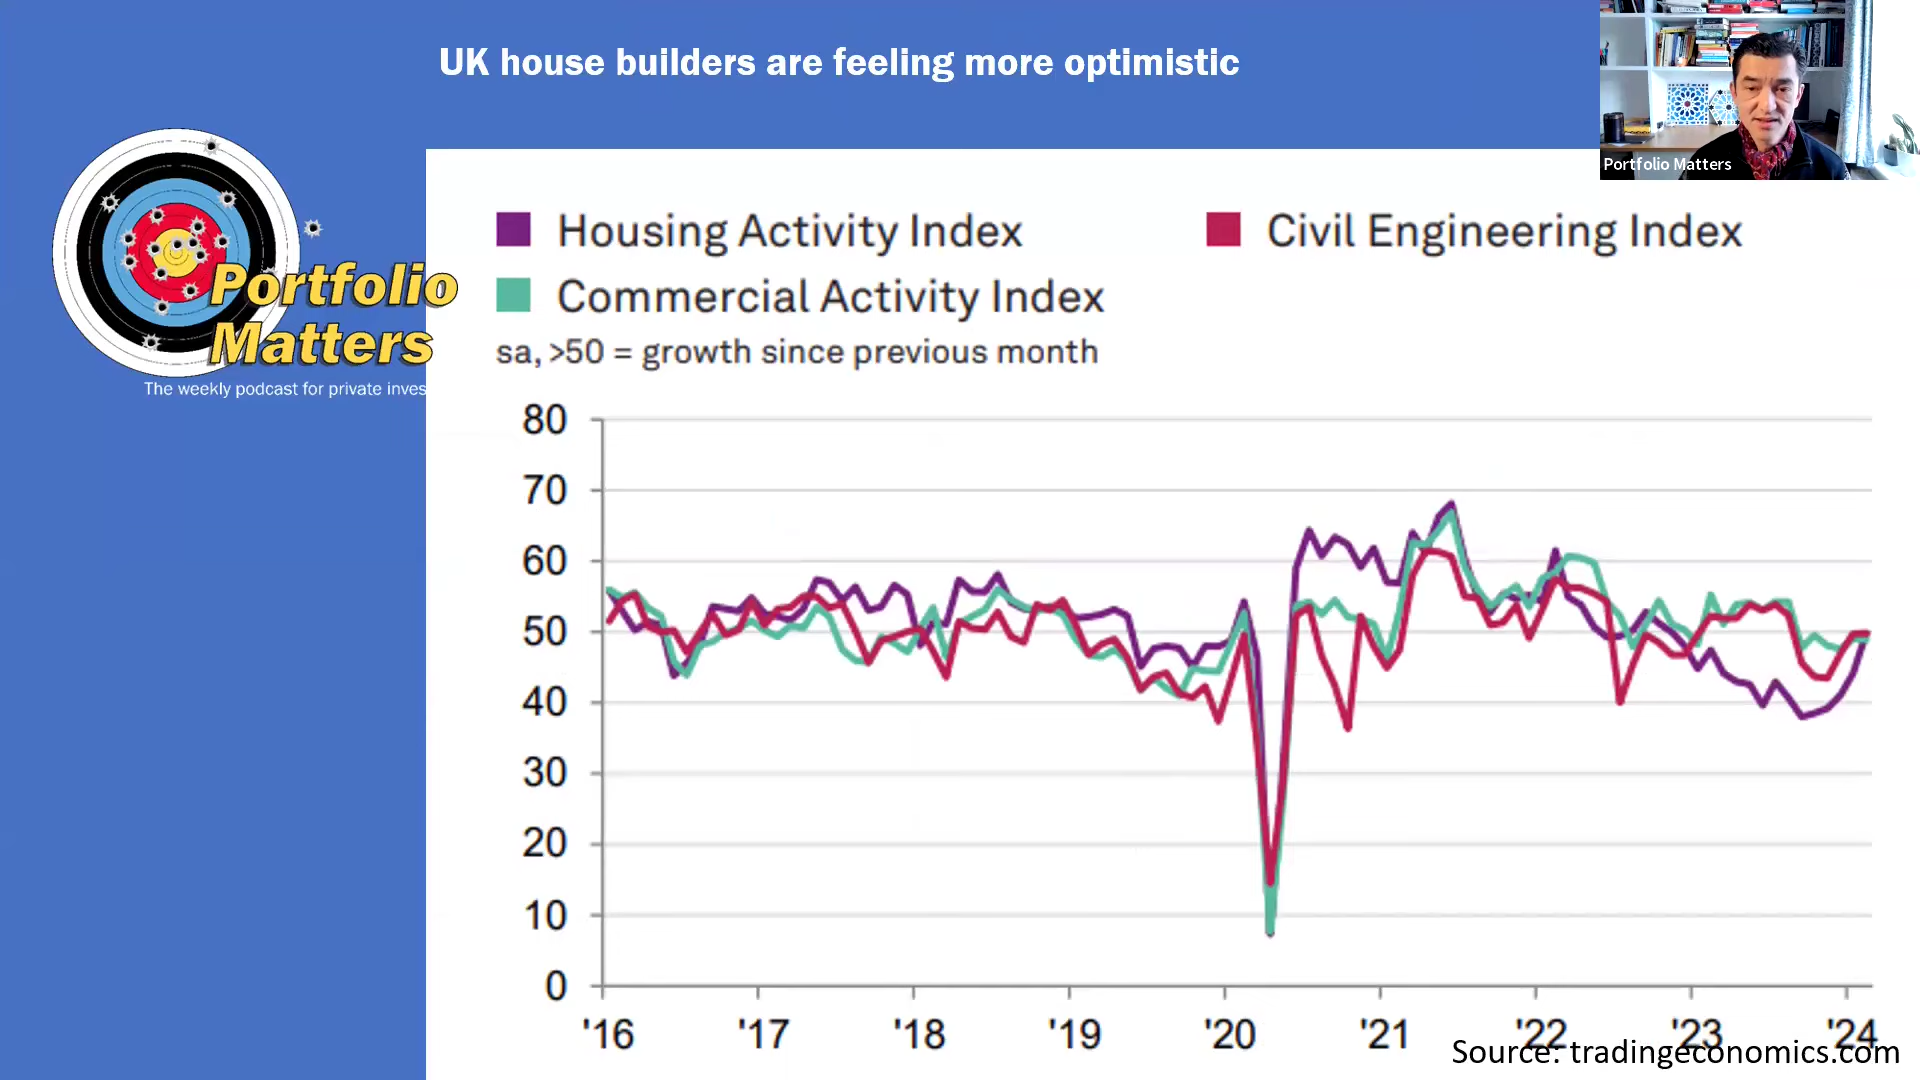 UK house builders are feeling more optimistic
Portfolio Matters
Portfolio
Matters
The weekly podcast for private inves
Housing Activity Index
Civil Engineering Index
Commercial Activity Index
sa, >50 = growth since previous month
80
70
60
50
40
30
20
10
0
'16 '17 '18 '19 '20 '21 '22 '23 '24
Source: tradingeconomics.com